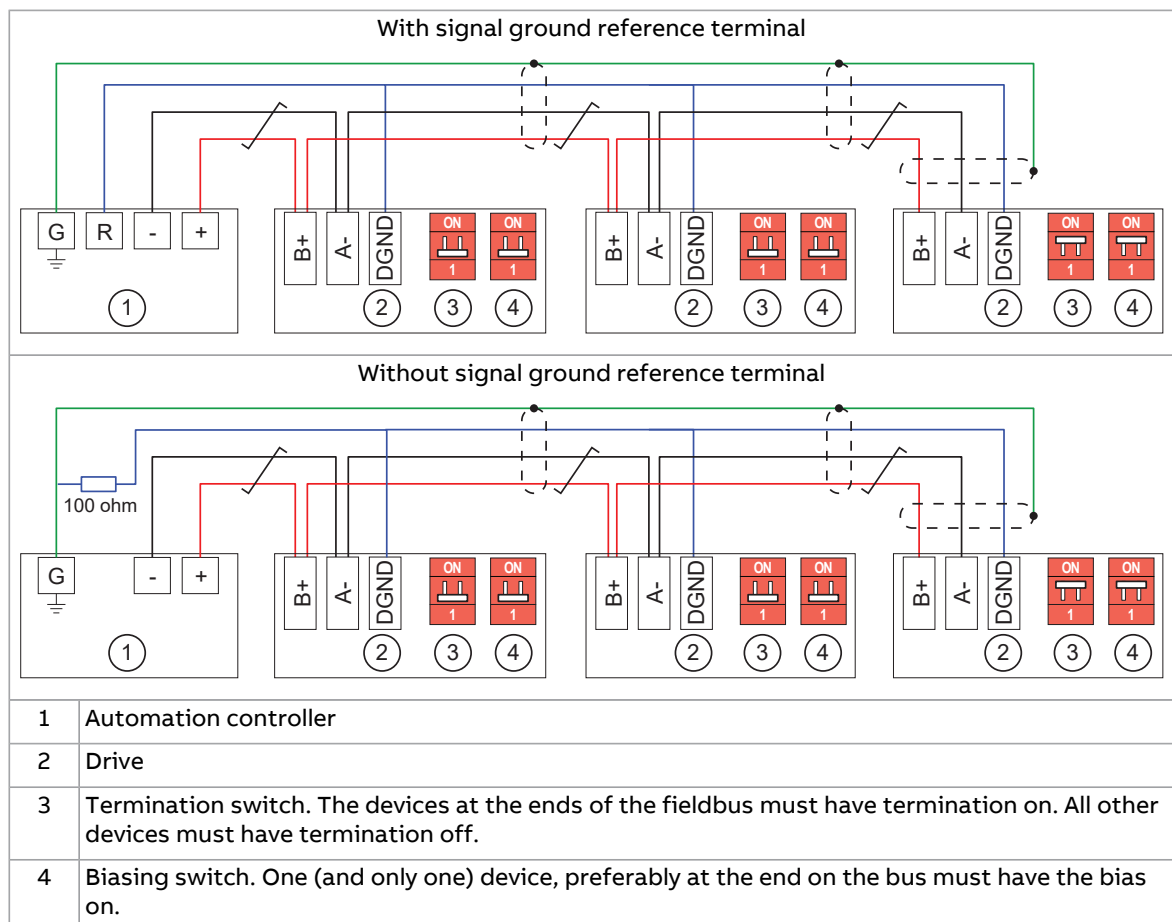 With signal ground reference terminal
G R - +
B+ A- DGND ON ON
1 1
B+ A- DGND ON ON
1 1
B+ A- DGND ON ON
1 1
1 2 3 4 2 3 4 2 3 4
Without signal ground reference terminal
100 ohm
G - +
B+ A- DGND ON ON
1 1
B+ A- DGND ON ON
1 1
B+ A- DGND ON ON
1 1
1 2 3 4 2 3 4 2 3 4
1 Automation controller
2 Drive
3 Termination switch. The devices at the ends of the fieldbus must have termination on. All other
devices must have termination off.
4 Biasing switch. One (and only one) device, preferably at the end on the bus must have the bias
on.